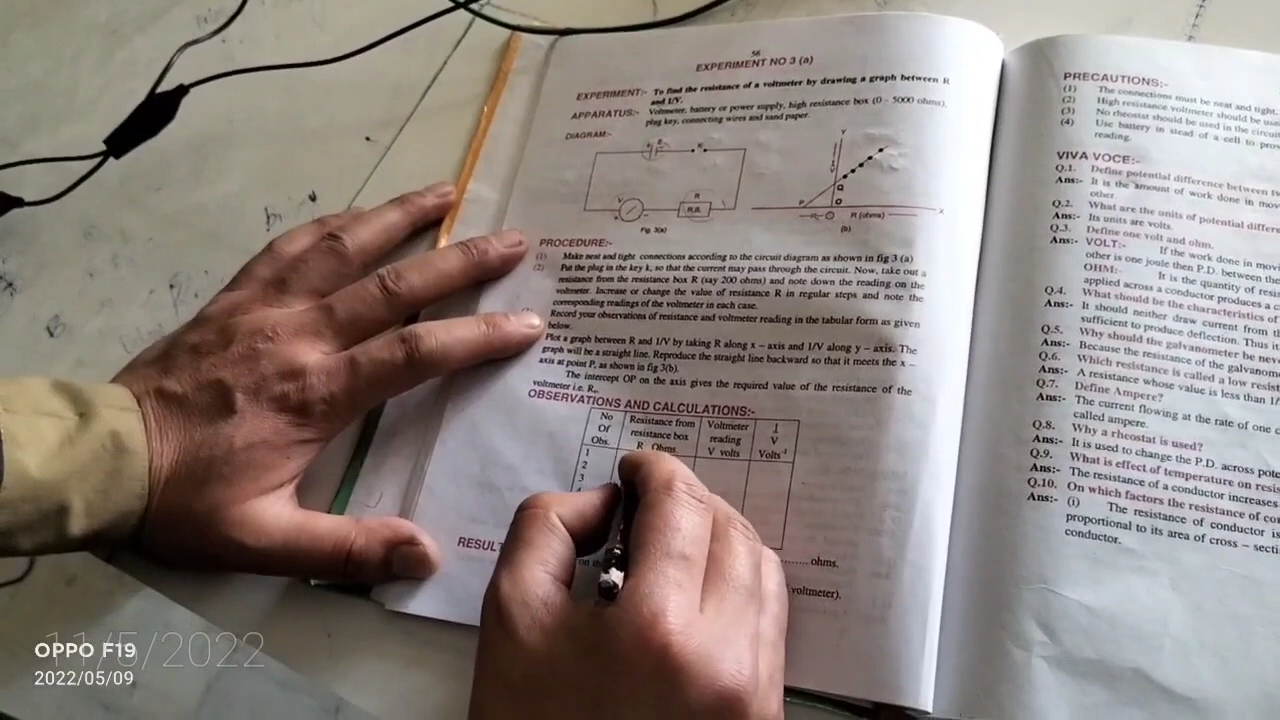 56
EXPERIMENT NO 3 (a)
EXPERIMENT:- To find the resistance of a voltmeter by drawing a graph between R
and 1/V.
APPARATUS:- Voltmeter, battery or power supply, high resistance box (0 - 5000 ohms),
plug key, connecting wires and sand paper.
DIAGRAM:-
R
R.B.
Fig. 3(a)
Y
P
O
X
R (ohms)
(b)
PROCEDURE:-
(1) Make neat and tight connections according to the circuit diagram as shown in fig 3 (a)
(2) Put the plug in the key k, so that the current may pass through the circuit. Now, take out a
resistance from the resistance box R (say 200 ohms) and note down the reading on the
voltmeter. Increase or change the value of resistance R in regular steps and note the
corresponding readings of the voltmeter in each case.
Record your observations of resistance and voltmeter reading in the tabular form as given
below.
Plot a graph between R and 1/V by taking R along x – axis and 1/V along y – axis. The
graph will be a straight line. Reproduce the straight line backward so that it meets the x –
axis at point P, as shown in fig 3(b).
The intercept OP on the axis gives the required value of the resistance of the
voltmeter i.e. Rᵥ.
OBSERVATIONS AND CALCULATIONS:-
No Of Obs. Resistance from resistance box R Ohms. Voltmeter reading V volts 1 V Volts⁻¹
1
2
3
RESULT
........ ohms.
voltmeter).
PRECAUTIONS:-
(1) The connections must be neat and tight.
(2) High resistance voltmeter should be
(3) No rheostat should be used in the
(4) Use battery in stead of a cell to
reading.
VIVA VOCE:-
Q.1. Define potential difference between
Ans:- It is the amount of work done in
other.
Q.2. What are the units of potential
Ans:- Its units are volts.
Q.3. Define one volt and ohm.
Ans:- VOLT:- If the work done in
other is one joule then P.D. between
OHM:- It is the quantity of
applied across a conductor produces a
Q.4. What should be the characteristics of
Ans:- It should neither draw current from
sufficient to produce deflection. Thus
Q.5. Why should the galvanometer be
Ans:- Because the resistance of the
Q.6. Which resistance is called a low
Ans:- A resistance whose value is less than
Q.7. Define Ampere?
Ans:- The current flowing at the rate of one
called ampere.
Q.8. Why a rheostat is used?
Ans:- It is used to change the P.D. across
Q.9. What is effect of temperature on
Ans:- The resistance of a conductor increases
Q.10. On which factors the resistance of
Ans:- (i) The resistance of conductor is
proportional to its area of cross –
conductor.
11/5/2022
OPPO F19
2022/05/09